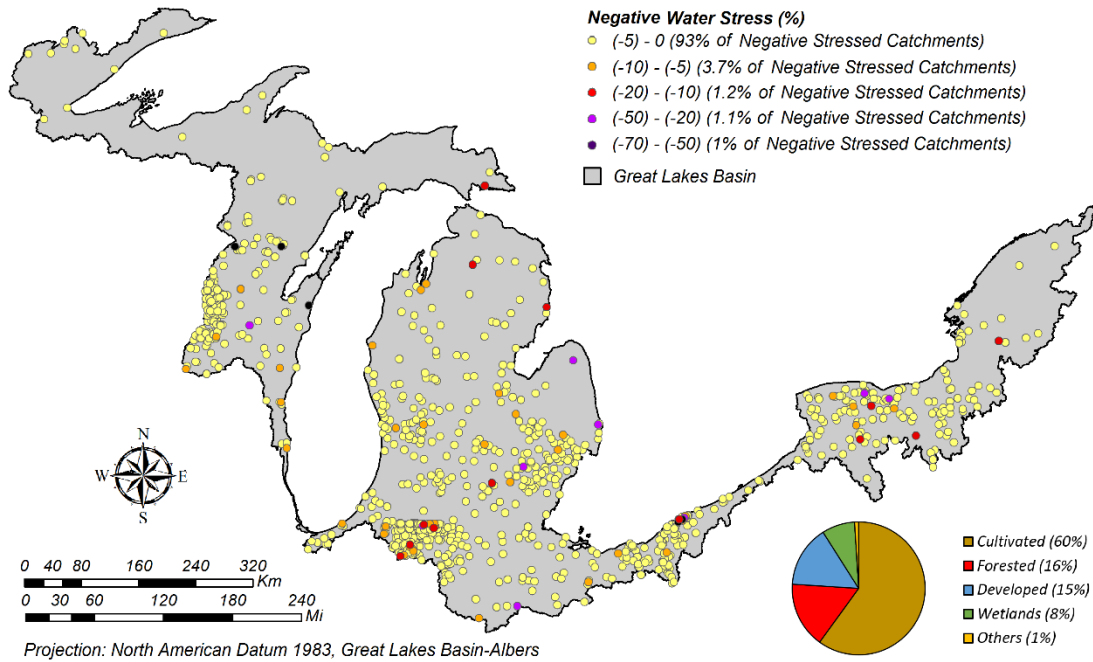 Negative Water Stress (%)
(-5) - 0 (93% of Negative Stressed Catchments)
(-10) - (-5) (3.7% of Negative Stressed Catchments)
(-20) - (-10) (1.2% of Negative Stressed Catchments)
(-50) - (-20) (1.1% of Negative Stressed Catchments)
(-70) - (-50) (1% of Negative Stressed Catchments)
Great Lakes Basin
N
W E
S
0 40 80 160 240 320
Km
0 30 60 120 180 240
Mi
Projection: North American Datum 1983, Great Lakes Basin-Albers
Cultivated (60%)
Forested (16%)
Developed (15%)
Wetlands (8%)
Others (1%)